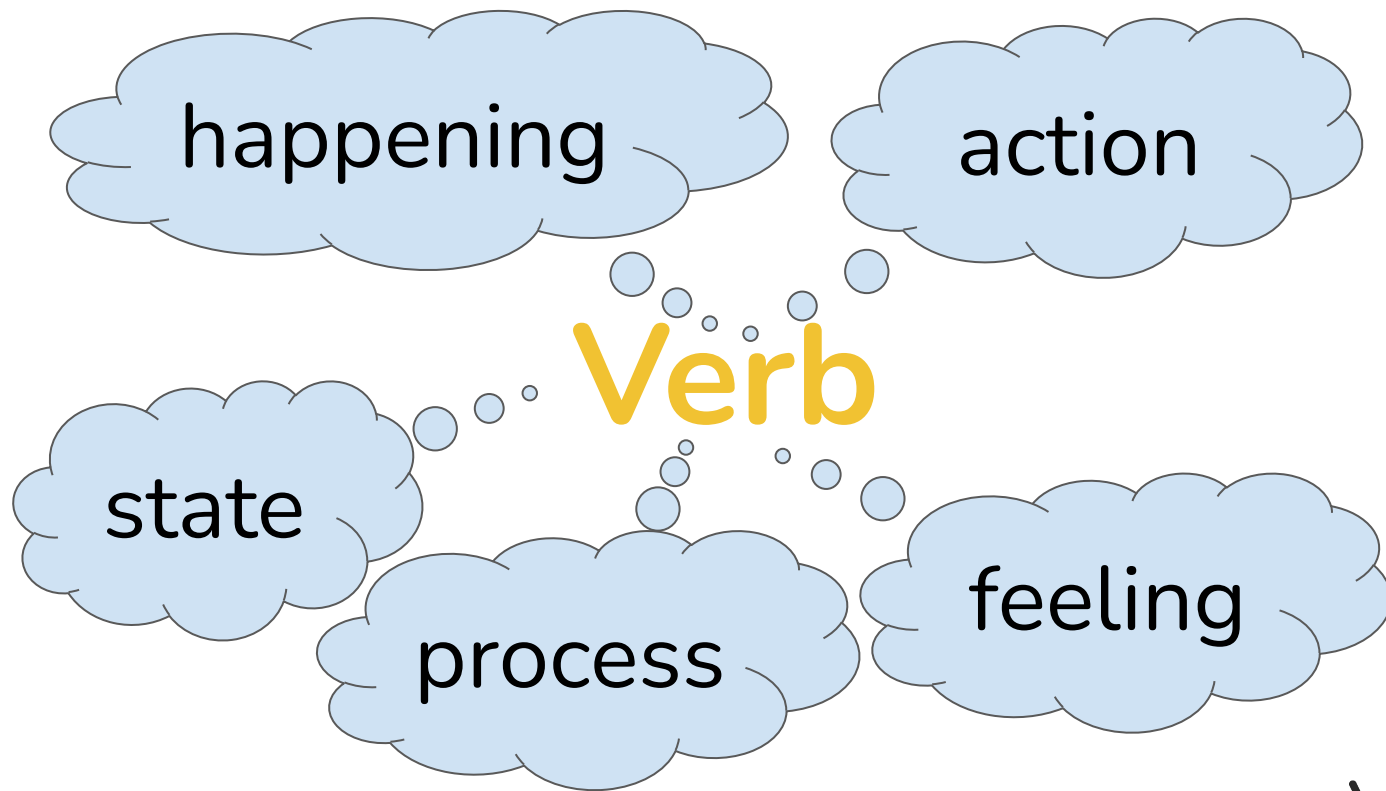 happening
action
Verb
state
feeling
process